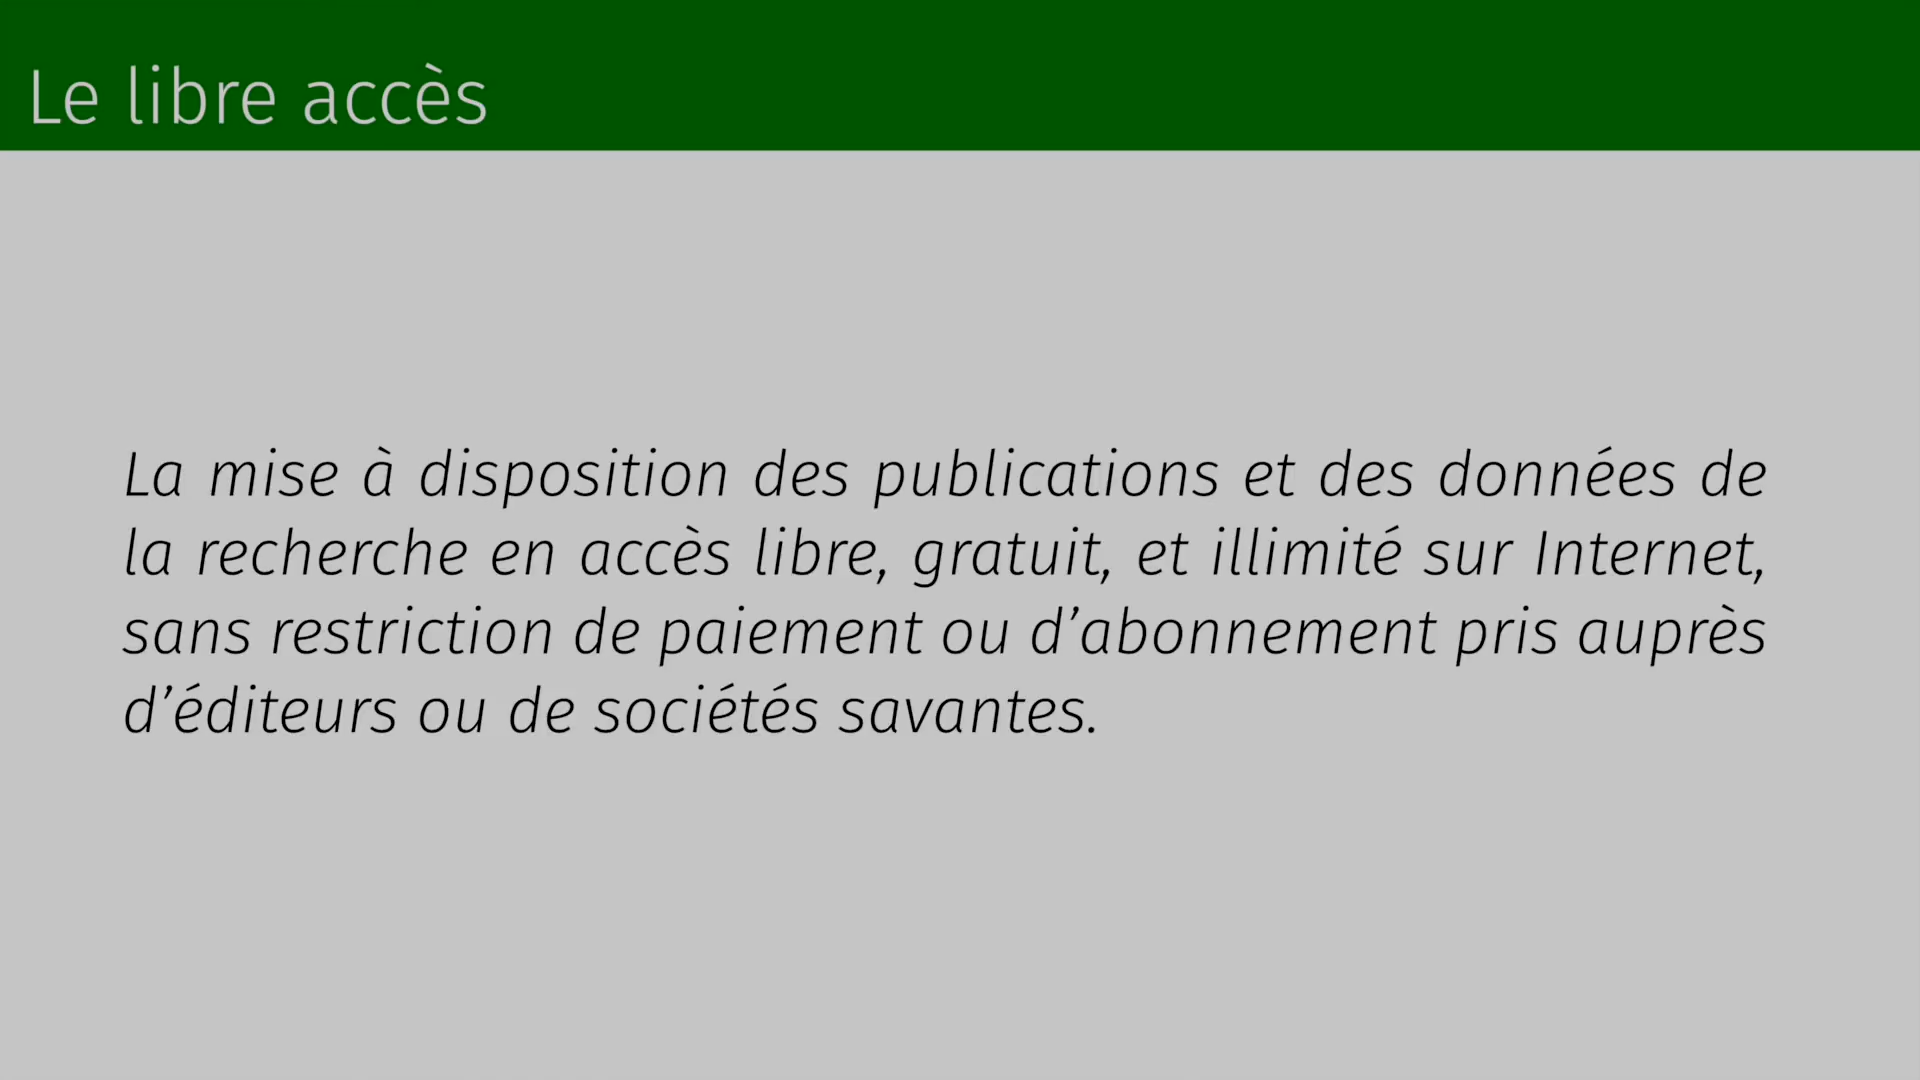 Le libre accès
La mise à disposition des publications et des données de
la recherche en accès libre, gratuit, et illimité sur Internet,
sans restriction de paiement ou d’abonnement pris auprès
d’éditeurs ou de sociétés savantes.